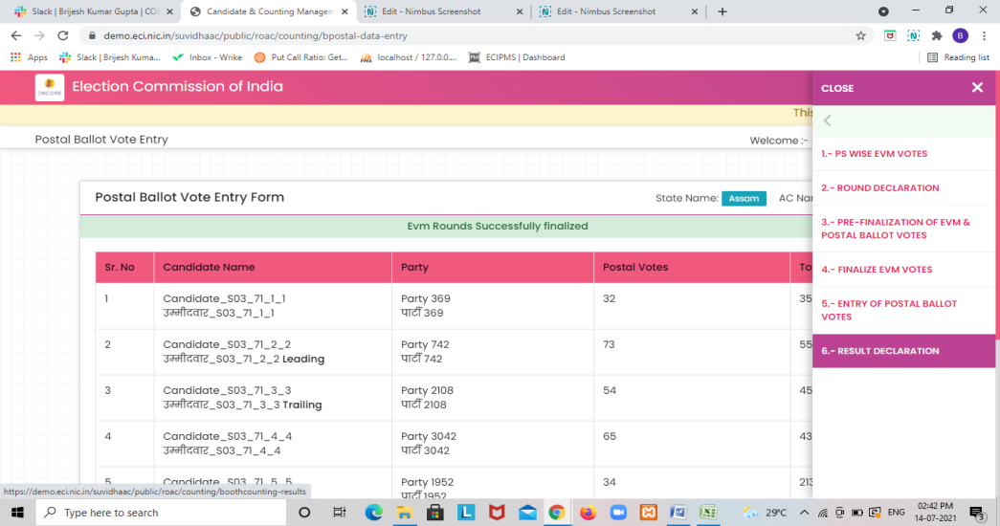 Slack | Brijesh Kumar Gupta | CO
Candidate & Counting Managem
Edit - Nimbus Screenshot
Edit - Nimbus Screenshot
demo.eci.nic.in/suvidhaac/public/roac/counting/bpostal-data-entry
B
Apps
Slack | Brijesh Kuma...
Inbox - Wrike
Put Call Ratio: Get...
localhost / 127.0.0....
ECIPMS | Dashboard
Reading list
ENCORE
Election Commission of India
This
CLOSE
Postal Ballot Vote Entry
Welcome :-
1.- PS WISE EVM VOTES
2.- ROUND DECLARATION
3.- PRE-FINALIZATION OF EVM &
POSTAL BALLOT VOTES
4.- FINALIZE EVM VOTES
5.- ENTRY OF POSTAL BALLOT
VOTES
6.- RESULT DECLARATION
Postal Ballot Vote Entry Form
State Name: Assam AC Nam
Evm Rounds Successfully finalized
Sr. No Candidate Name Party Postal Votes To
1 Candidate_S03_71_1_1 Party 369 32 35
उम्मीदवार_S03_71_1_1 पार्टी 369
2 Candidate_S03_71_2_2 Party 742 73 55
उम्मीदवार_S03_71_2_2 Leading पार्टी 742
3 Candidate_S03_71_3_3 Party 2108 54 45
उम्मीदवार_S03_71_3_3 Trailing पार्टी 2108
4 Candidate_S03_71_4_4 Party 3042 65 43
उम्मीदवार_S03_71_4_4 पार्टी 3042
5 Candidate_S03_71_5_5 Party 1952 34 213
पार्टी 1952
https://demo.eci.nic.in/suvidhaac/public/roac/counting/boothcounting-results
Type here to search
29°C
ENG
02:42 PM
14-07-2021
3